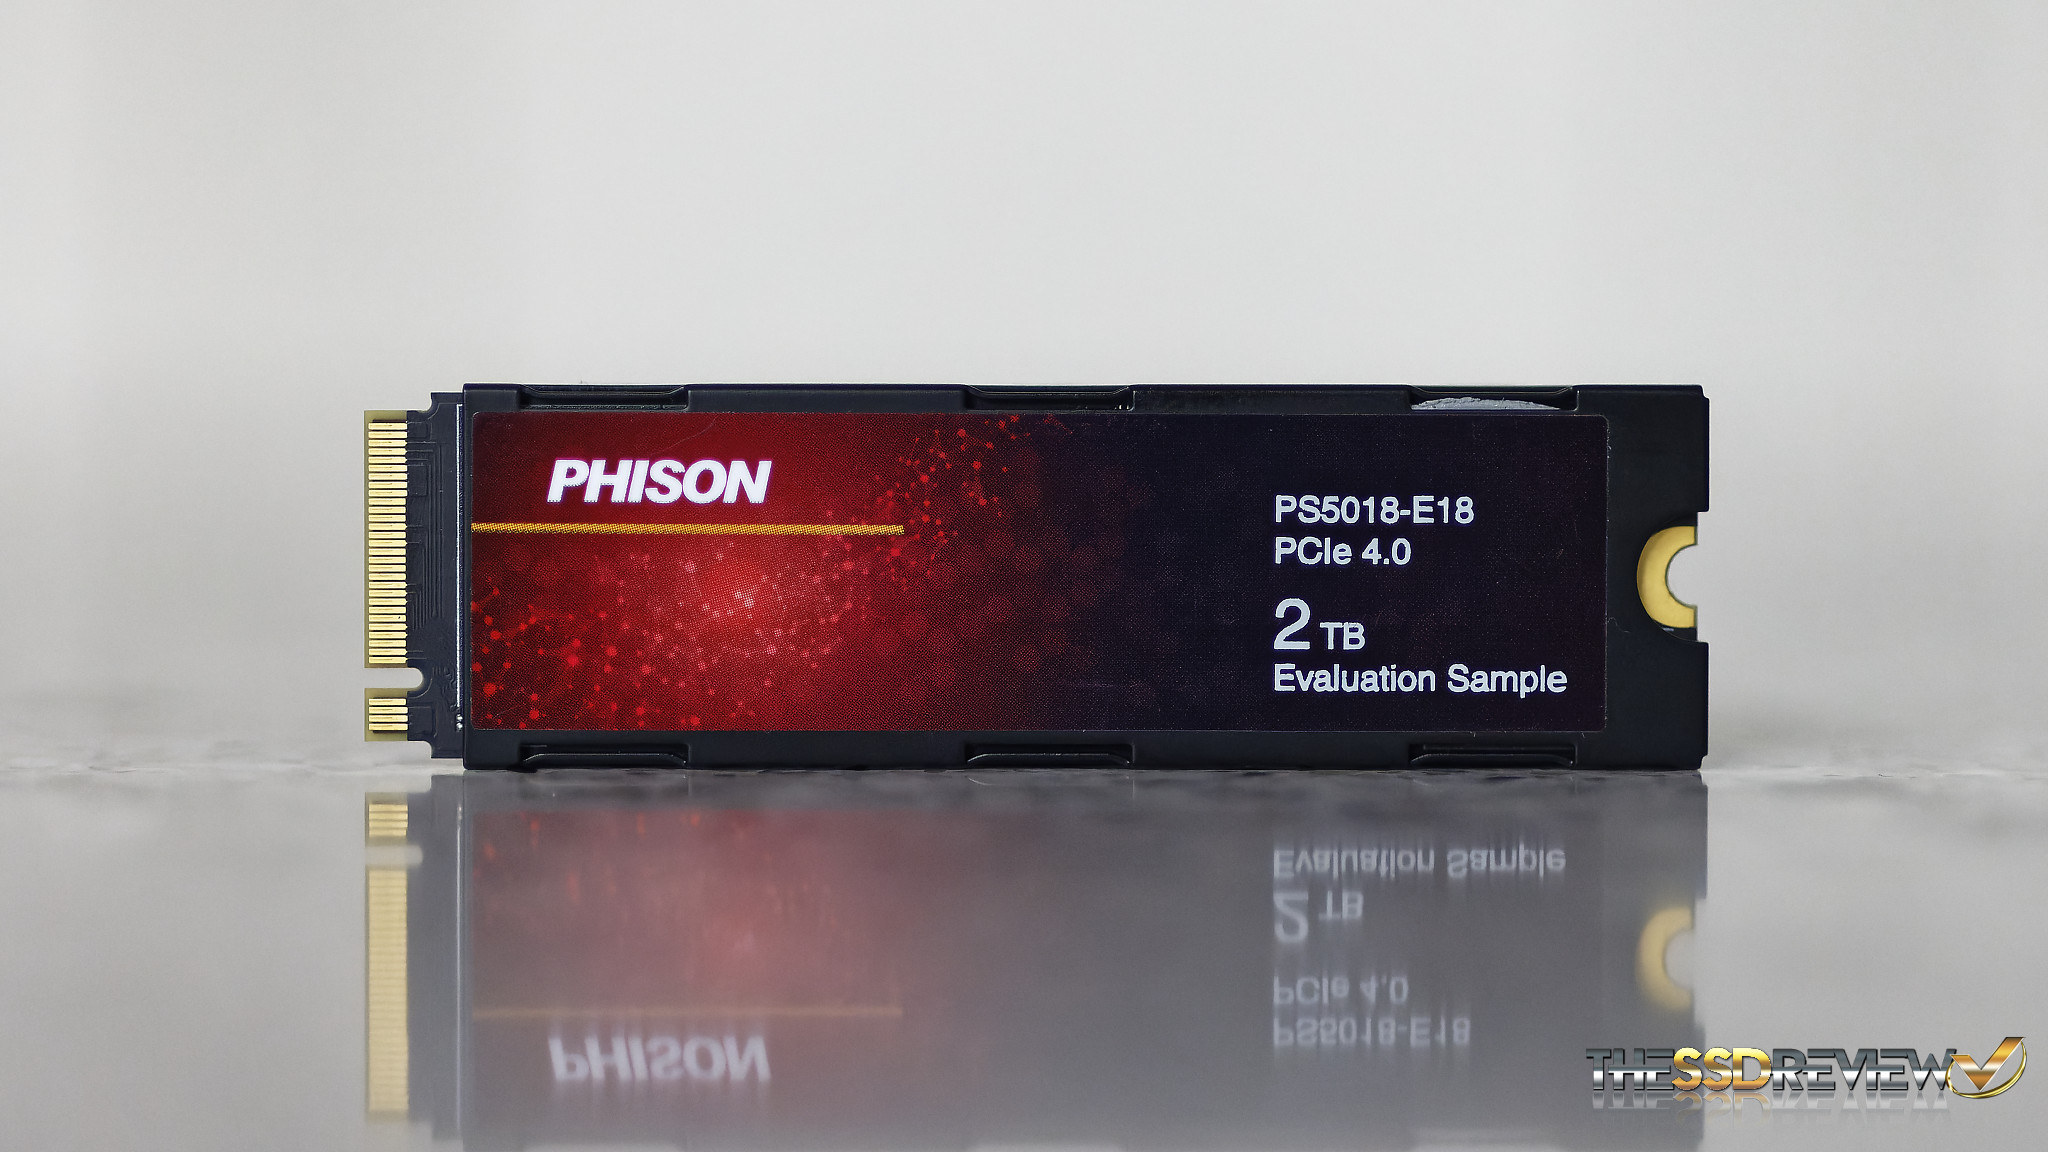 PHISON
PS5018-E18
PCIe 4.0
2 TB
Evaluation Sample
THESSDREVIEW